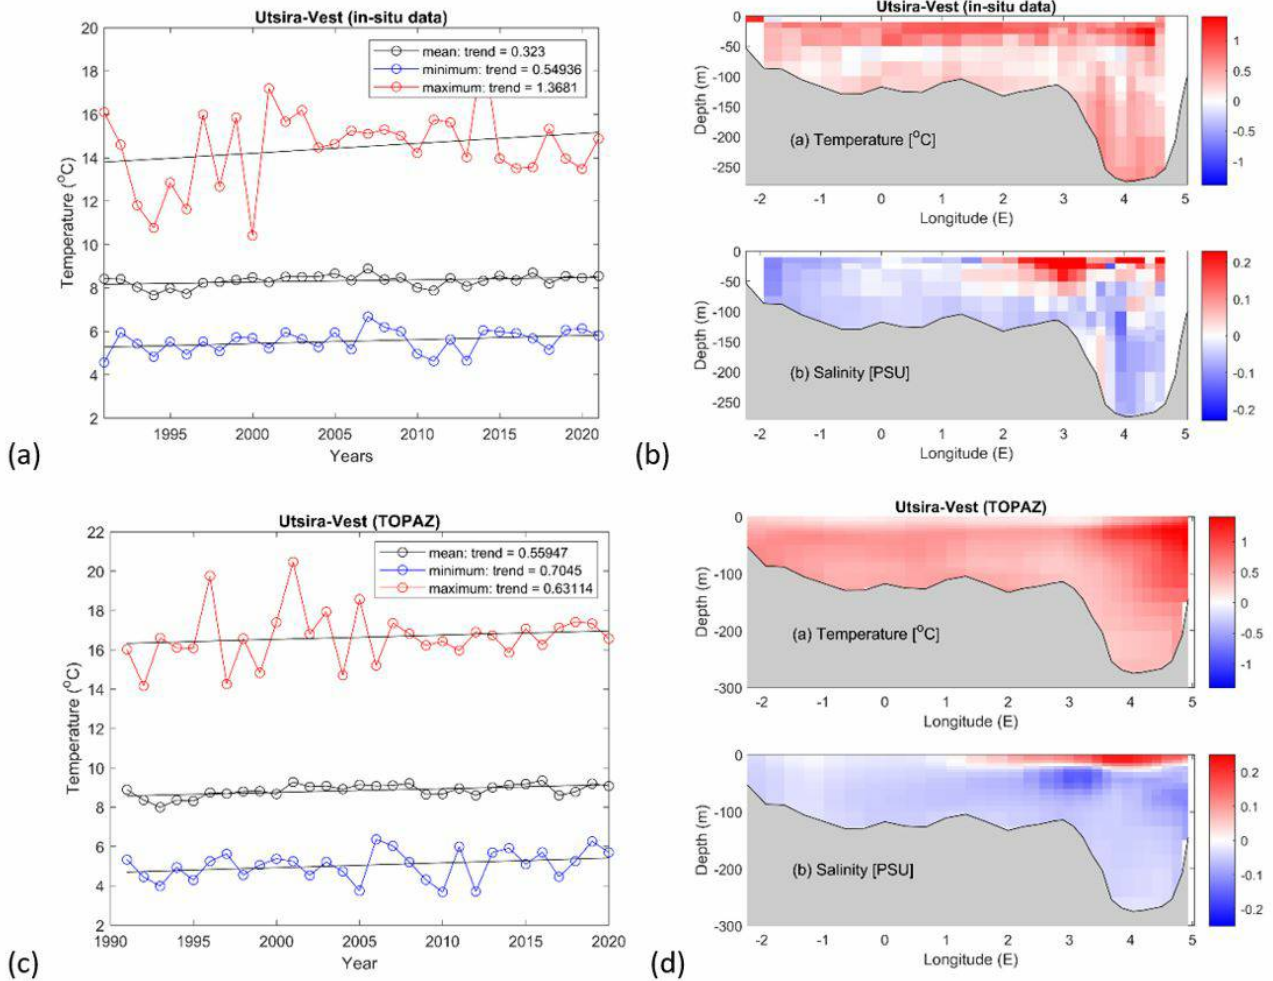 Utsira-Vest (in-situ data)
20
18
16
14
12
10
8
6
4
2
mean: trend = 0.323
minimum: trend = 0.54936
maximum: trend = 1.3681
Temperature (°C)
1995 2000 2005 2010 2015 2020
Years
(a)
Utsira-Vest (in-situ data)
0
-50
-100
-150
-200
-250
Depth (m)
(a) Temperature [°C]
-2 -1 0 1 2 3 4 5
Longitude (E)
1
0.5
0
-0.5
-1
0
-50
-100
-150
-200
-250
Depth (m)
(b) Salinity [PSU]
-2 -1 0 1 2 3 4 5
Longitude (E)
0.2
0.1
0
-0.1
-0.2
(b)
Utsira-Vest (TOPAZ)
22
20
18
16
14
12
10
8
6
4
2
mean: trend = 0.55947
minimum: trend = 0.7045
maximum: trend = 0.63114
Temperature (°C)
1990 1995 2000 2005 2010 2015 2020
Year
(c)
Utsira-Vest (TOPAZ)
0
-100
-200
-300
Depth (m)
(a) Temperature [°C]
-2 -1 0 1 2 3 4 5
Longitude (E)
1
0.5
0
-0.5
-1
0
-100
-200
-300
Depth (m)
(b) Salinity [PSU]
-2 -1 0 1 2 3 4 5
Longitude (E)
0.2
0.1
0
-0.1
-0.2
(d)